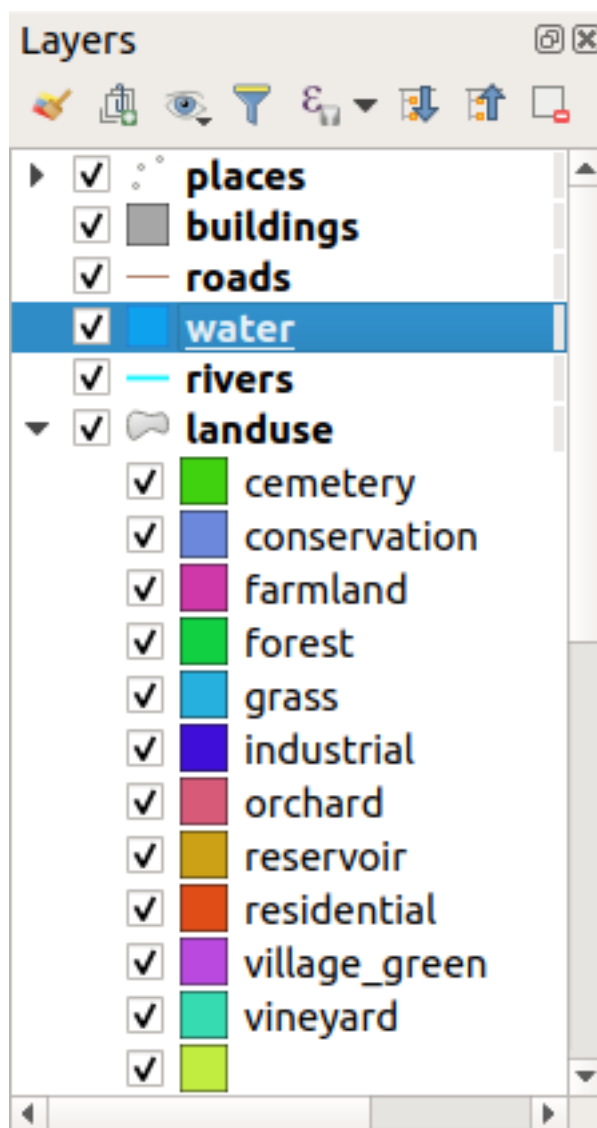 Layers
places
buildings
roads
water
rivers
landuse
cemetery
conservation
farmland
forest
grass
industrial
orchard
reservoir
residential
village_green
vineyard